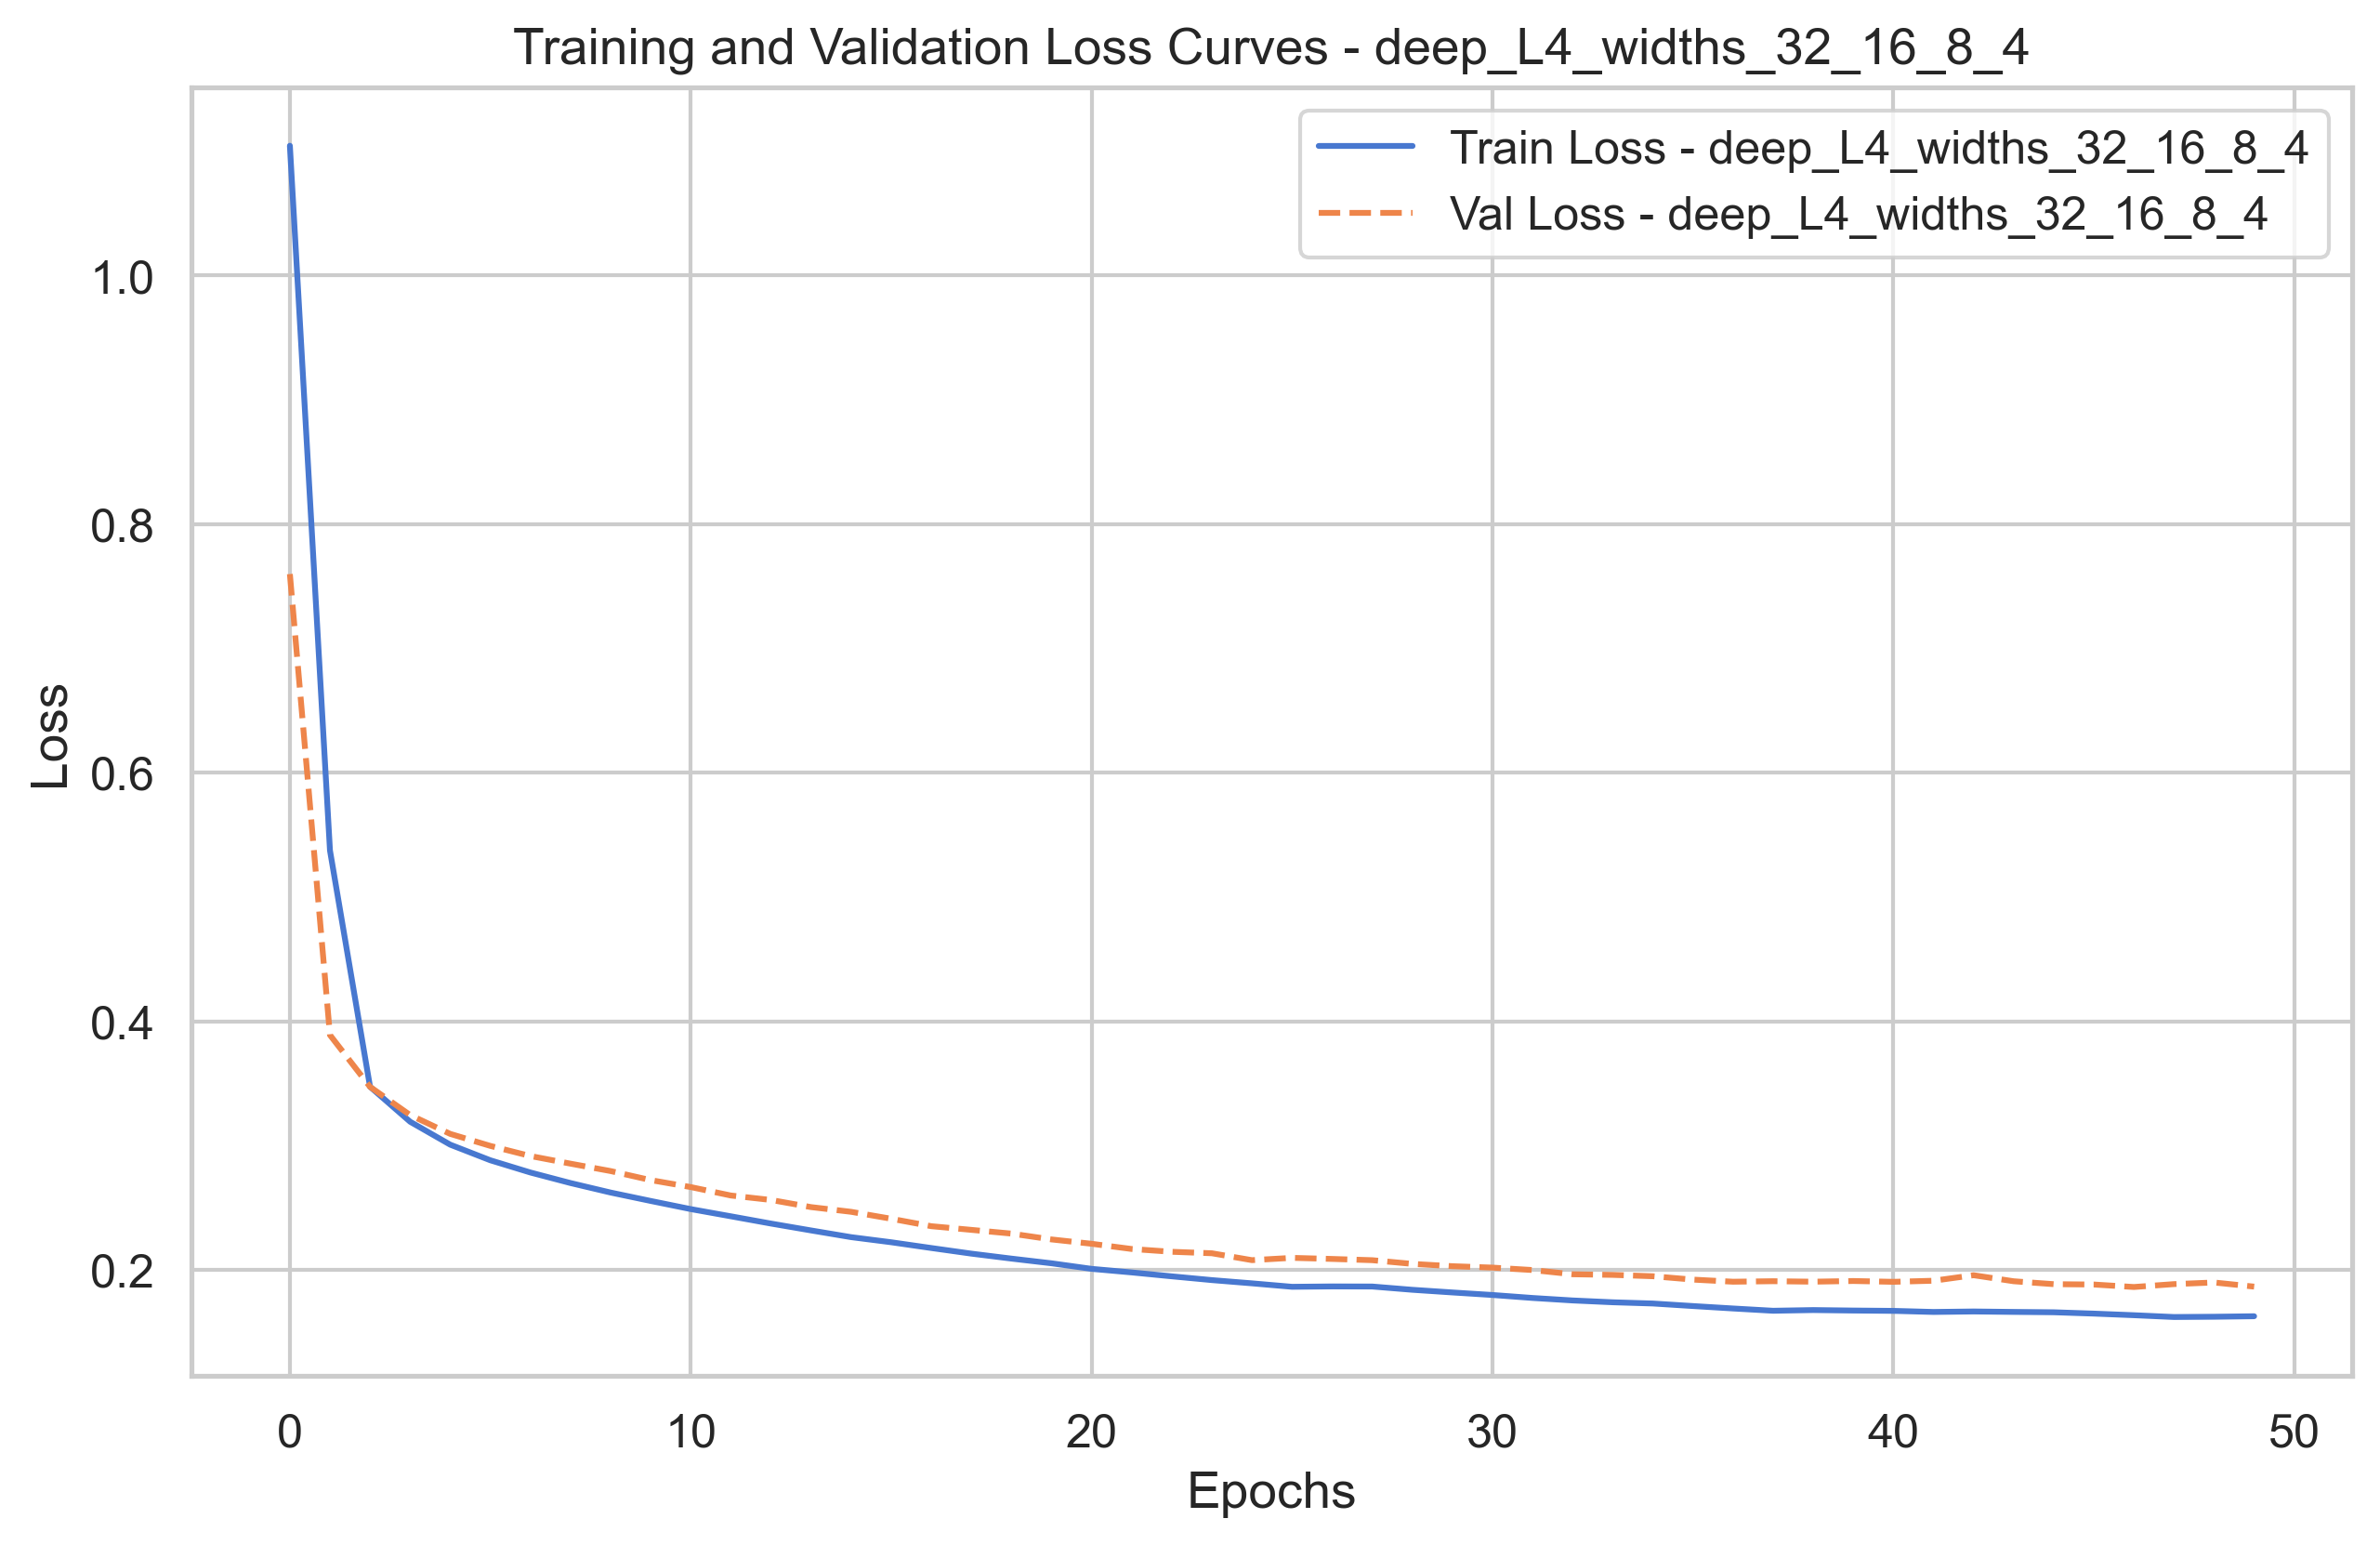 Training and Validation Loss Curves - deep_L4_widths_32_16_8_4
Train Loss - deep_L4_widths_32_16_8_4
Val Loss - deep_L4_widths_32_16_8_4
Loss
1.0
0.8
0.6
0.4
0.2
0 10 20 30 40 50
Epochs